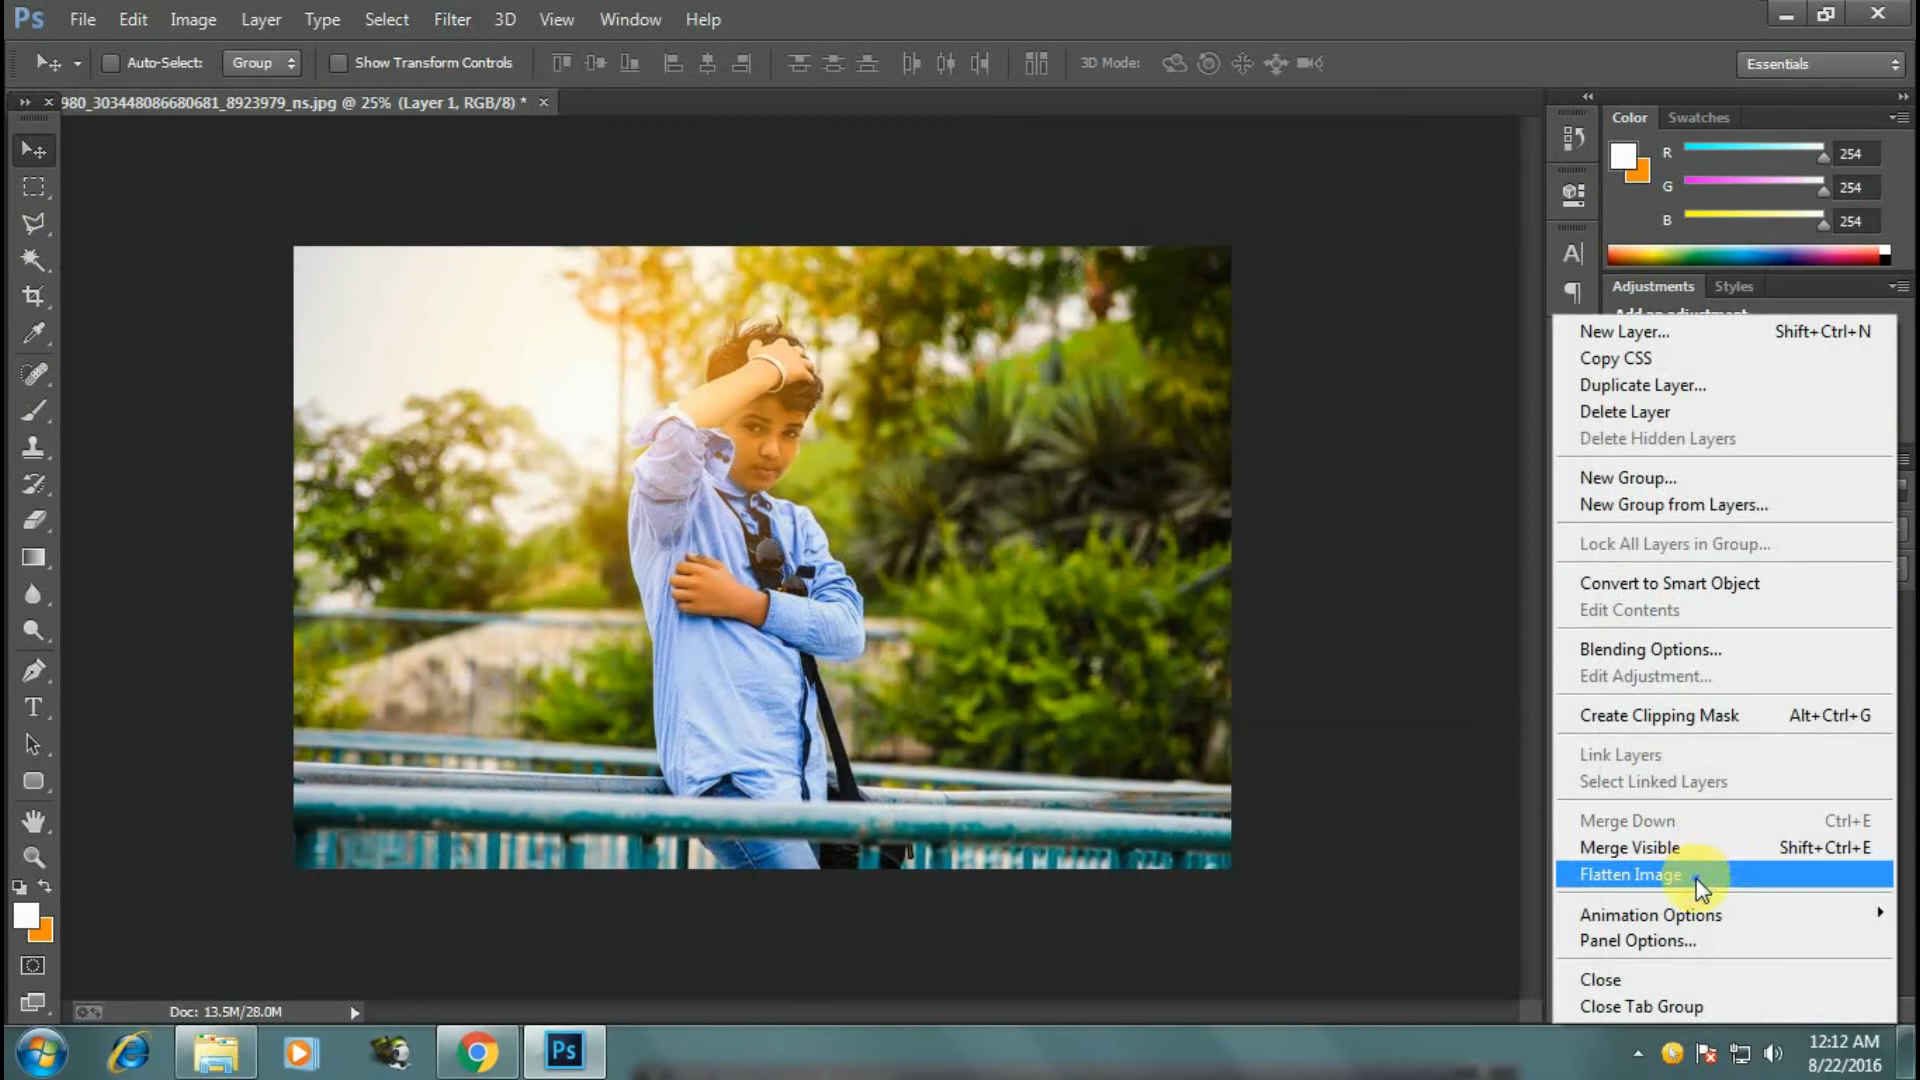 Ps File Edit Image Layer Type Select Filter 3D View Window Help
Auto-Select: Group Show Transform Controls 3D Mode: Essentials
980_303448086680681_8923979_ns.jpg @ 25% (Layer 1, RGB/8) *
Color Swatches
R 254
G 254
B 254
Adjustments Styles
Add an adjustment
New Layer... Shift+Ctrl+N
Copy CSS
Duplicate Layer...
Delete Layer
Delete Hidden Layers
New Group...
New Group from Layers...
Lock All Layers in Group...
Convert to Smart Object
Edit Contents
Blending Options...
Edit Adjustment...
Create Clipping Mask Alt+Ctrl+G
Link Layers
Select Linked Layers
Merge Down Ctrl+E
Merge Visible Shift+Ctrl+E
Flatten Image
Animation Options
Panel Options...
Close
Close Tab Group
Doc: 13.5M/28.0M
Ps
12:12 AM
8/22/2016